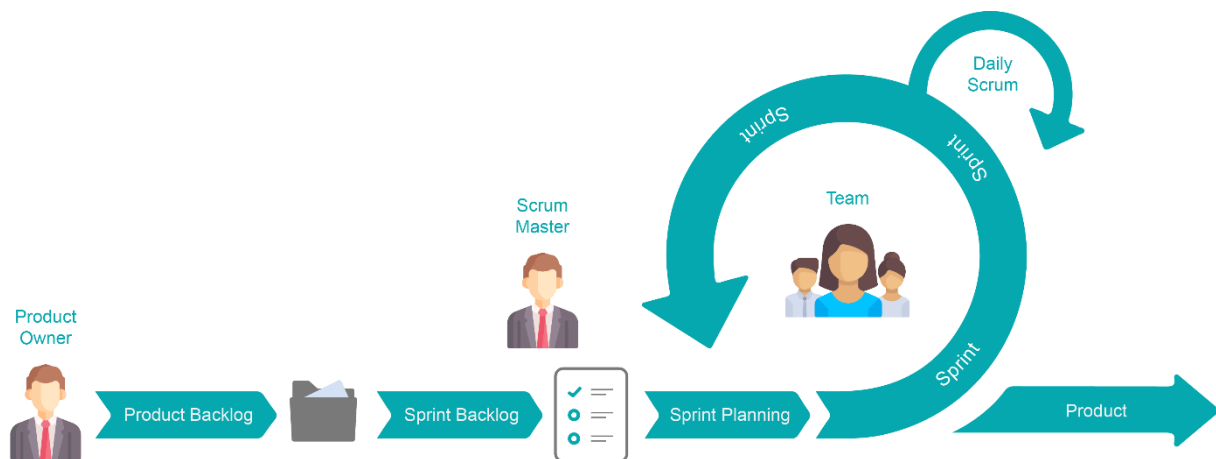 Daily
Scrum
Sprint
Sprint
Team
Scrum
Master
Product
Owner
Sprint
Product Backlog
Sprint Backlog
Sprint Planning
Product